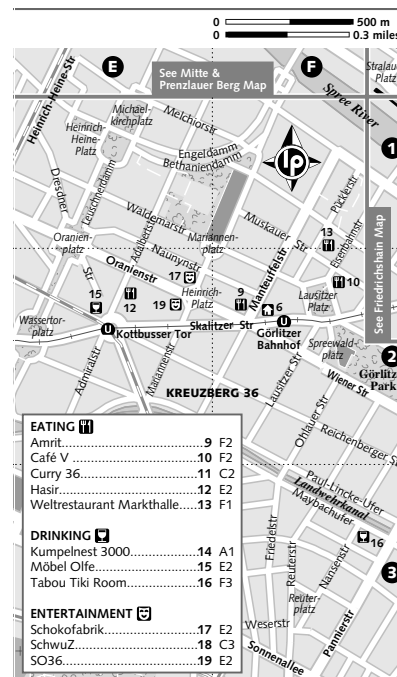 0 500 m
0 0.3 miles
E
F
See Mitte &
Prenzlauer Berg Map
Stralau
Platz
Heinrich-Heine-Str
Spree River
Michael-
kirchplatz
Melchiorstr
Heinrich-
Heine-
Platz
Engeldamm
Bethaniendamm
lp
1
Dresdner
Str
Leuschnerdamm
Adalbertstr
Waldemarstr
Pücklerstr
Muskauer Str
13
Eisenbahnstr
See Friedrichshain Map
Oranien-
platz
Mariannen-
platz
Naunynstr
Oranienstr
17
Manteuffelstr
10
15
12
19
Heinrich-
Platz
9
6
Lausitzer
Platz
Wassertor-
platz
U
Kottbusser Tor
Skalitzer Str
U
Görlitzer
Bahnhof
Spreewald-
platz
2
Görlitz
Park
Admiralstr
Mariannenstr
Wiener Str
KREUZBERG 36
Lausitzer Str
Ohlauer Str
Reichenberger S
EATING
Amrit 9 F2
Café V 10 F2
Curry 36 11 C2
Hasir 12 E2
Weltrestaurant Markthalle 13 F1
DRINKING
Kumpelnest 3000 14 A1
Möbel Olfe 15 E2
Tabou Tiki Room 16 F3
ENTERTAINMENT
Schokofabrik 17 E2
SchwuZ 18 C3
SO36 19 E2
Paul-Lincke-Ufer
Landwehrkanal
Maybachufer
Friedelstr
Reuterstr
Nansenstr
16
3
Reuter-
platz
Pannierstr
Weserstr
Sonnenallee